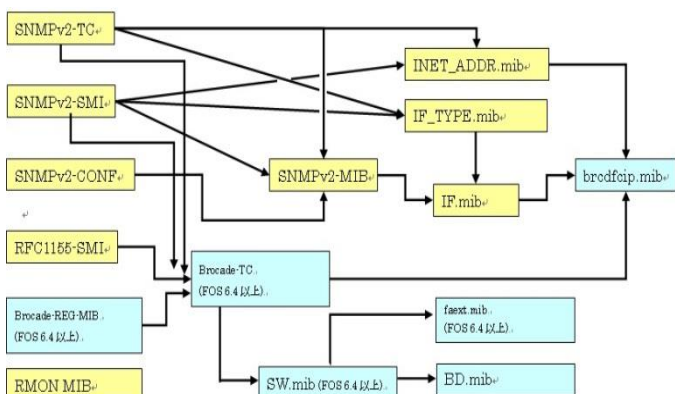 SNMPv2-TC
INET_ADDR.mib
SNMPv2-SMI
IF_TYPE.mib
SNMPv2-CONF
SNMPv2-MIB
IF.mib
brcdfcip.mib
RFC1155-SMI
Brocade-TC.
(FOS 6.4 以上).
Brocade-REG-MIB.
(FOS 6.4 以上)
faext.mib.
(FOS 6.4 以上)
RMON MIB
SW.mib (FOS 6.4 以上)
BD.mib